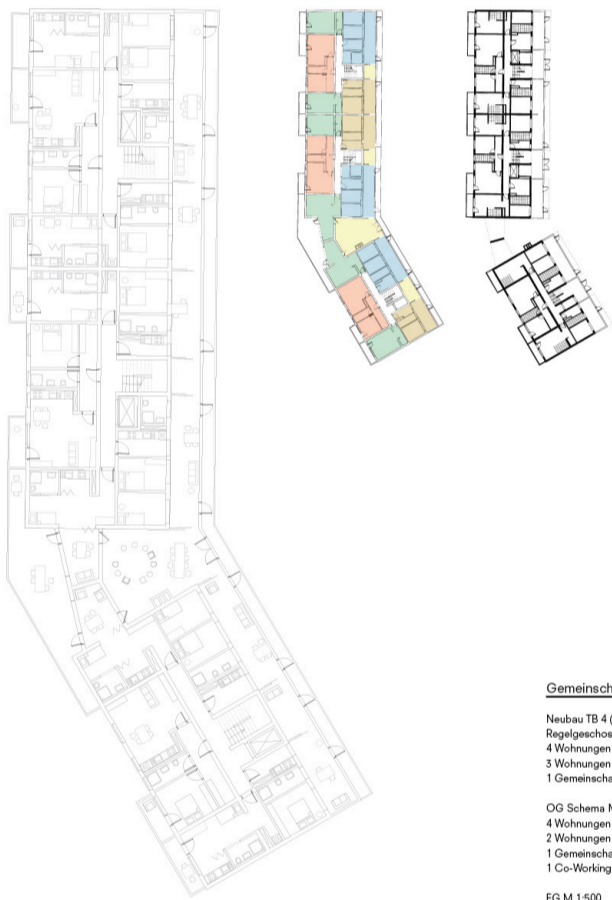 Gemeinsch
Neubau TB 4 (
Regelgeschos
4 Wohnungen
3 Wohnungen
1 Gemeinscha
OG Schema M
4 Wohnungen
2 Wohnungen
1 Gemeinscha
1 Co-Working
EG M 1:500